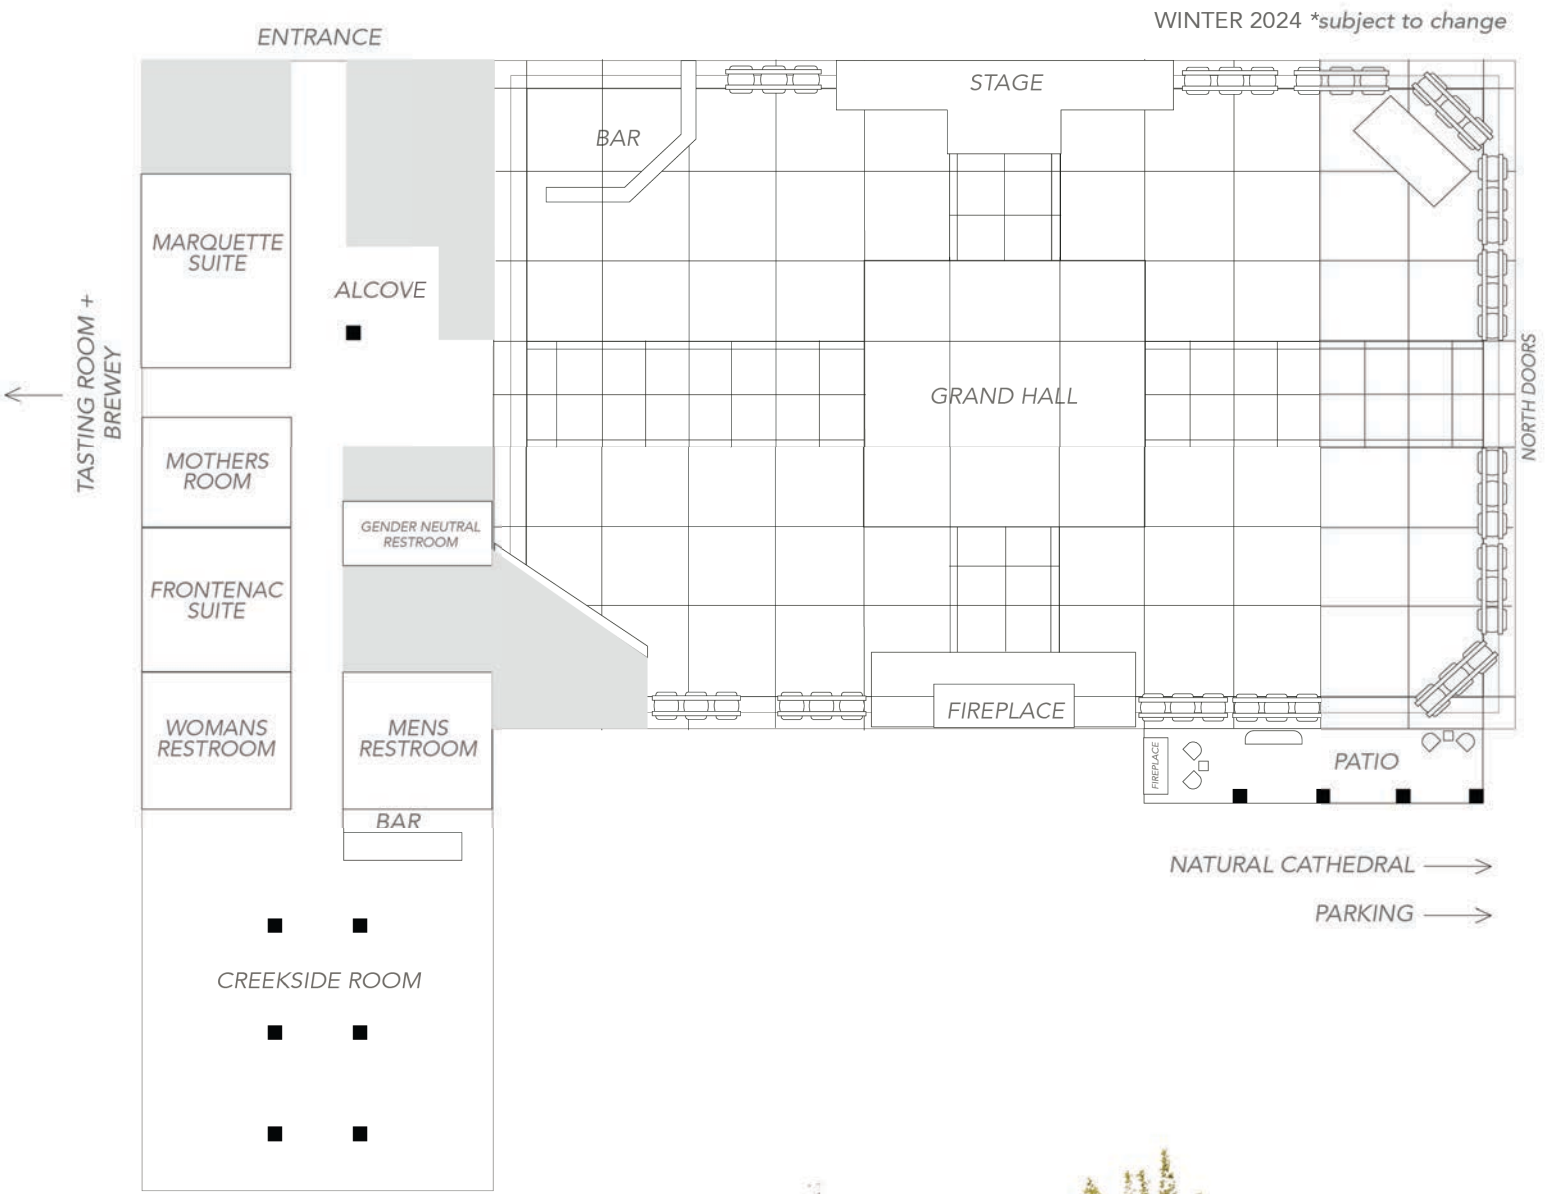 WINTER 2024 *subject to change
ENTRANCE
STAGE
BAR
MARQUETTE
SUITE
ALCOVE
TASTING ROOM +
BREWEY
GRAND HALL
NORTH DOORS
MOTHERS
ROOM
GENDER NEUTRAL
RESTROOM
FRONTENAC
SUITE
WOMANS
RESTROOM
MENS
RESTROOM
FIREPLACE
FIREPLACE
PATIO
BAR
NATURAL CATHEDRAL
PARKING
CREEKSIDE ROOM